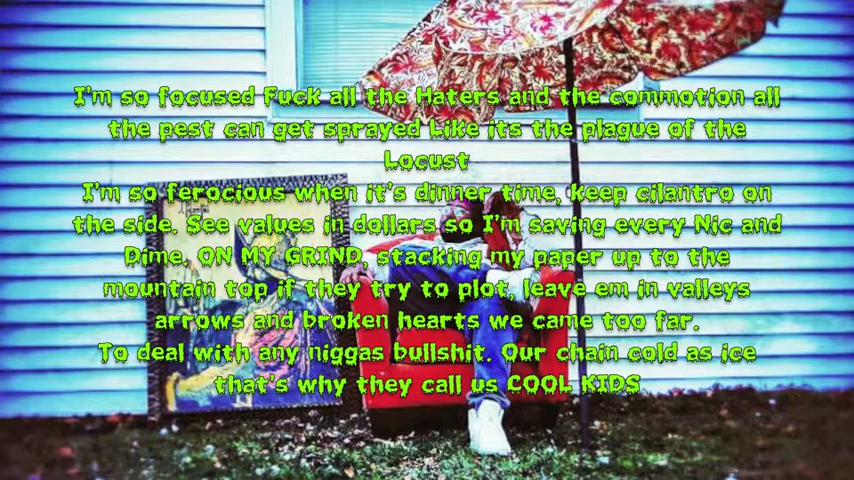 I'm so focused Fuck all the Haters and the commotion all
the pest can get sprayed Like its the plague of the
Locust
I'm so ferocious when it's dinner time, keep cilantro on
the side. See values in dollars so I'm saving every Nic and
Dime. ON MY GRIND, stacking my paper up to the
mountain top if they try to plot, leave em in valleys
arrows and broken hearts we came too far.
To deal with any niggas bullshit. Our chain cold as ice
that's why they call us COOL KIDS